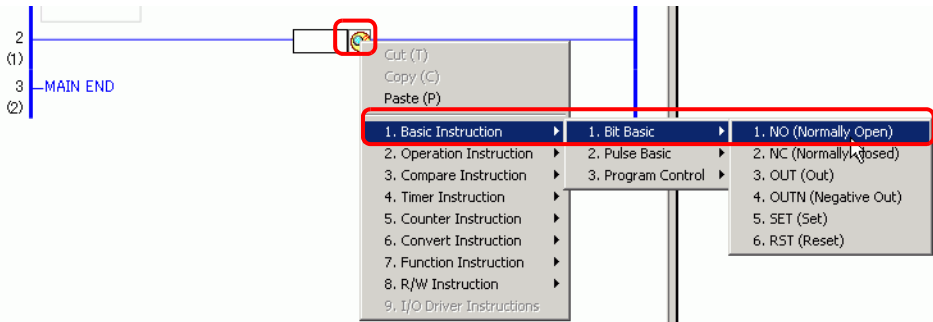 2
(1)
3 MAIN END
(2)
Cut (T)
Copy (C)
Paste (P)
1. Basic Instruction
2. Operation Instruction
3. Compare Instruction
4. Timer Instruction
5. Counter Instruction
6. Convert Instruction
7. Function Instruction
8. R/W Instruction
9. I/O Driver Instructions
1. Bit Basic
2. Pulse Basic
3. Program Control
1. NO (Normally Open)
2. NC (Normally Closed)
3. OUT (Out)
4. OUTN (Negative Out)
5. SET (Set)
6. RST (Reset)